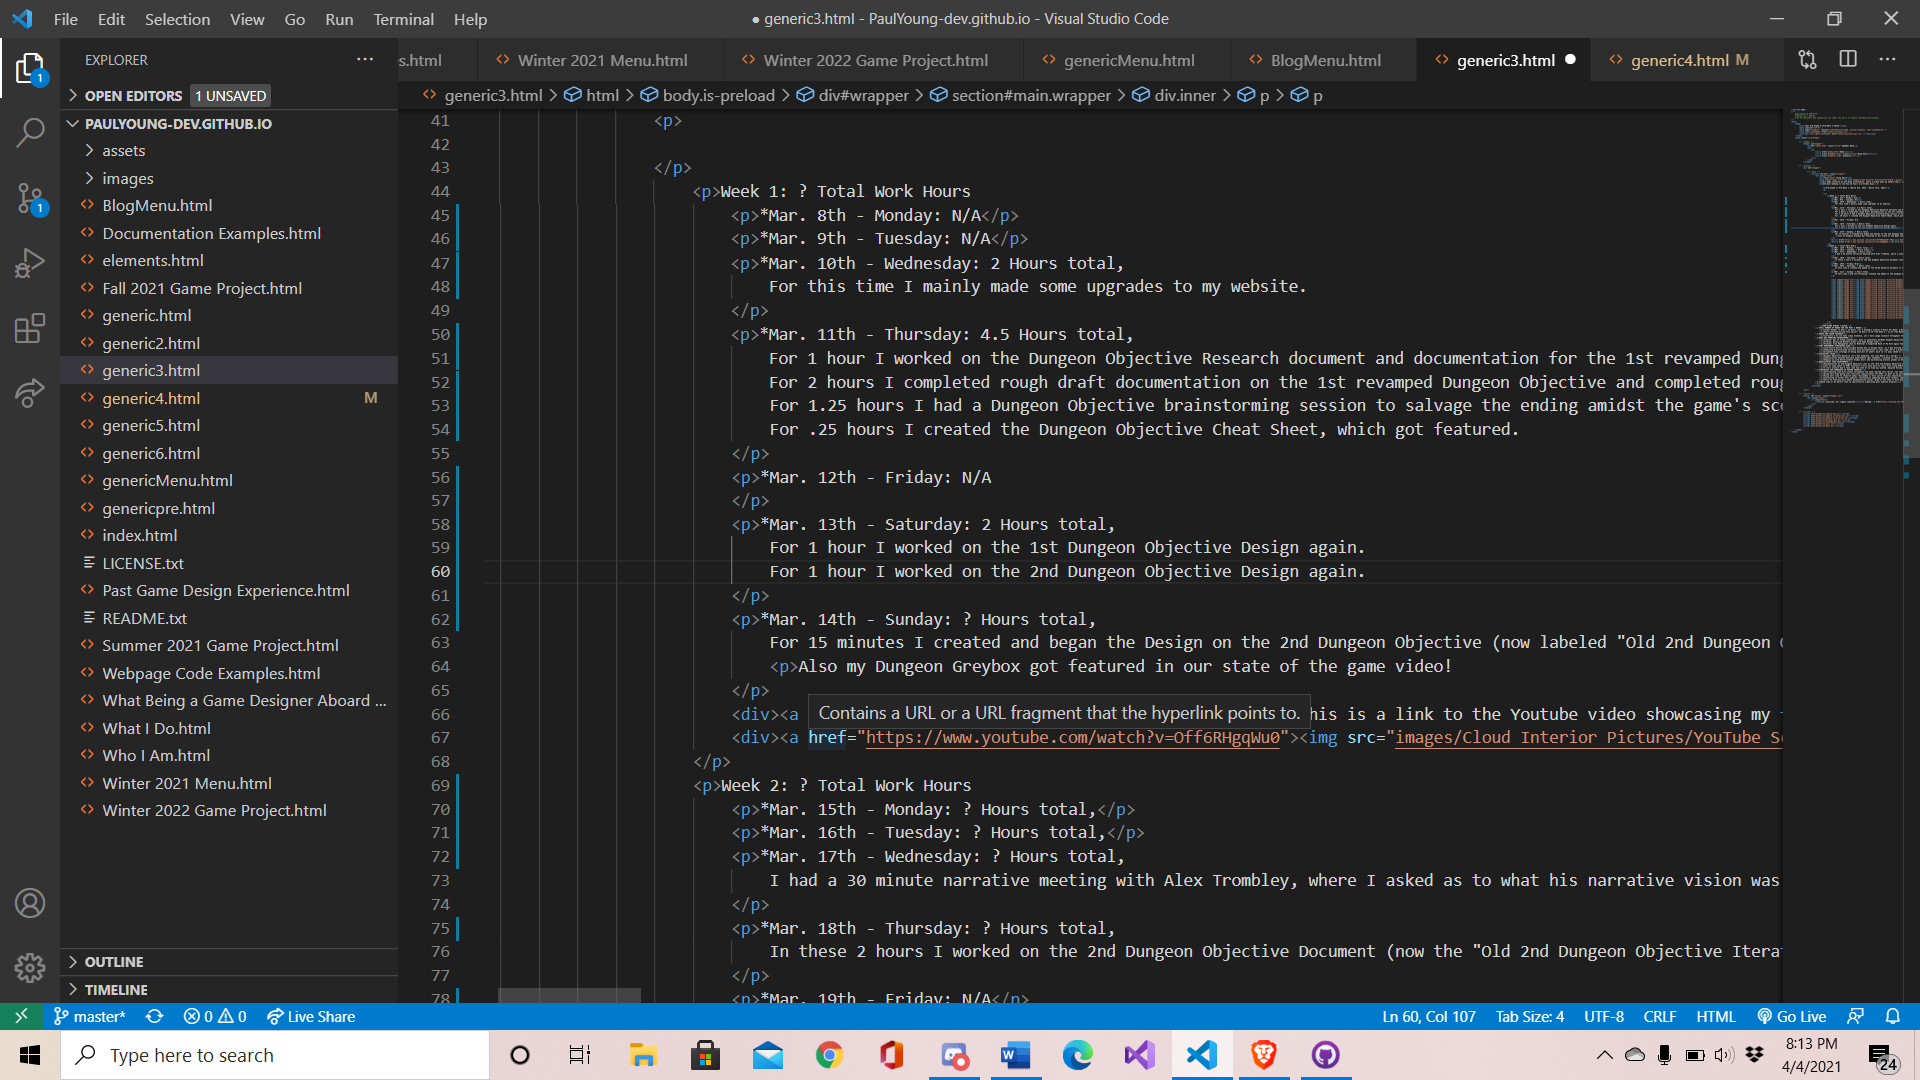 File Edit Selection View Go Run Terminal Help
● generic3.html - PaulYoung-dev.github.io - Visual Studio Code
EXPLORER
OPEN EDITORS 1 UNSAVED
PAULYOUNG-DEV.GITHUB.IO
assets
images
BlogMenu.html
Documentation Examples.html
elements.html
Fall 2021 Game Project.html
generic.html
generic2.html
generic3.html
generic4.html M
generic5.html
generic6.html
genericMenu.html
genericpre.html
index.html
LICENSE.txt
Past Game Design Experience.html
README.txt
Summer 2021 Game Project.html
Webpage Code Examples.html
What Being a Game Designer Aboard ...
What I Do.html
Who I Am.html
Winter 2021 Menu.html
Winter 2022 Game Project.html
OUTLINE
TIMELINE
s.html Winter 2021 Menu.html Winter 2022 Game Project.html genericMenu.html BlogMenu.html generic3.html ● generic4.html M
generic3.html > html > body.is-preload > div#wrapper > section#main.wrapper > div.inner > p > p
41 <p>
42
43 </p>
44 <p>Week 1: ? Total Work Hours
45 <p>*Mar. 8th - Monday: N/A</p>
46 <p>*Mar. 9th - Tuesday: N/A</p>
47 <p>*Mar. 10th - Wednesday: 2 Hours total,
48 For this time I mainly made some upgrades to my website.
49 </p>
50 <p>*Mar. 11th - Thursday: 4.5 Hours total,
51 For 1 hour I worked on the Dungeon Objective Research document and documentation for the 1st revamped Dung
52 For 2 hours I completed rough draft documentation on the 1st revamped Dungeon Objective and completed roug
53 For 1.25 hours I had a Dungeon Objective brainstorming session to salvage the ending amidst the game's sco
54 For .25 hours I created the Dungeon Objective Cheat Sheet, which got featured.
55 </p>
56 <p>*Mar. 12th - Friday: N/A
57 </p>
58 <p>*Mar. 13th - Saturday: 2 Hours total,
59 For 1 hour I worked on the 1st Dungeon Objective Design again.
60 For 1 hour I worked on the 2nd Dungeon Objective Design again.
61 </p>
62 <p>*Mar. 14th - Sunday: ? Hours total,
63 For 15 minutes I created and began the Design on the 2nd Dungeon Objective (now labeled "Old 2nd Dungeon
64 <p>Also my Dungeon Greybox got featured in our state of the game video!
65 </p>
Contains a URL or a URL fragment that the hyperlink points to.
66 <div><a his is a link to the Youtube video showcasing my
67 <div><a href="https://www.youtube.com/watch?v=Off6RHgqWu0"><img src="images/Cloud Interior Pictures/YouTube S
68 </p>
69 <p>Week 2: ? Total Work Hours
70 <p>*Mar. 15th - Monday: ? Hours total,</p>
71 <p>*Mar. 16th - Tuesday: ? Hours total,</p>
72 <p>*Mar. 17th - Wednesday: ? Hours total,
73 I had a 30 minute narrative meeting with Alex Trombley, where I asked as to what his narrative vision was
74 </p>
75 <p>*Mar. 18th - Thursday: ? Hours total,
76 In these 2 hours I worked on the 2nd Dungeon Objective Document (now the "Old 2nd Dungeon Objective Itera
77 </p>
78 <p>*Mar. 19th - Friday: N/A</p>
master* 0 0 Live Share Ln 60, Col 107 Tab Size: 4 UTF-8 CRLF HTML Go Live
Type here to search
8:13 PM
4/4/2021
24